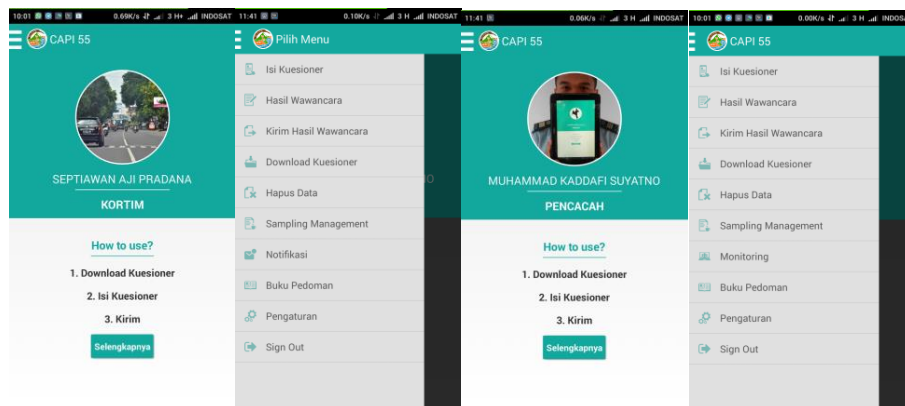 10:01 0.69K/s 3 H+ INDOSAT
CAPI 55
SEPTIAWAN AJI PRADANA
KORTIM
How to use?
1. Download Kuesioner
2. Isi Kuesioner
3. Kirim
Selengkapnya
11:41 0.10K/s 3 H INDOSAT
Pilih Menu
Isi Kuesioner
Hasil Wawancara
Kirim Hasil Wawancara
Download Kuesioner
Hapus Data
Sampling Management
Notifikasi
Buku Pedoman
Pengaturan
Sign Out
11:41 0.06K/s 3 H INDOSAT
CAPI 55
MUHAMMAD KADDAFI SUYATNO
PENCACAH
How to use?
1. Download Kuesioner
2. Isi Kuesioner
3. Kirim
Selengkapnya
10:01 0.00K/s 3 H INDOS
CAPI 55
Isi Kuesioner
Hasil Wawancara
Kirim Hasil Wawancara
Download Kuesioner
Hapus Data
Sampling Management
Monitoring
Buku Pedoman
Pengaturan
Sign Out